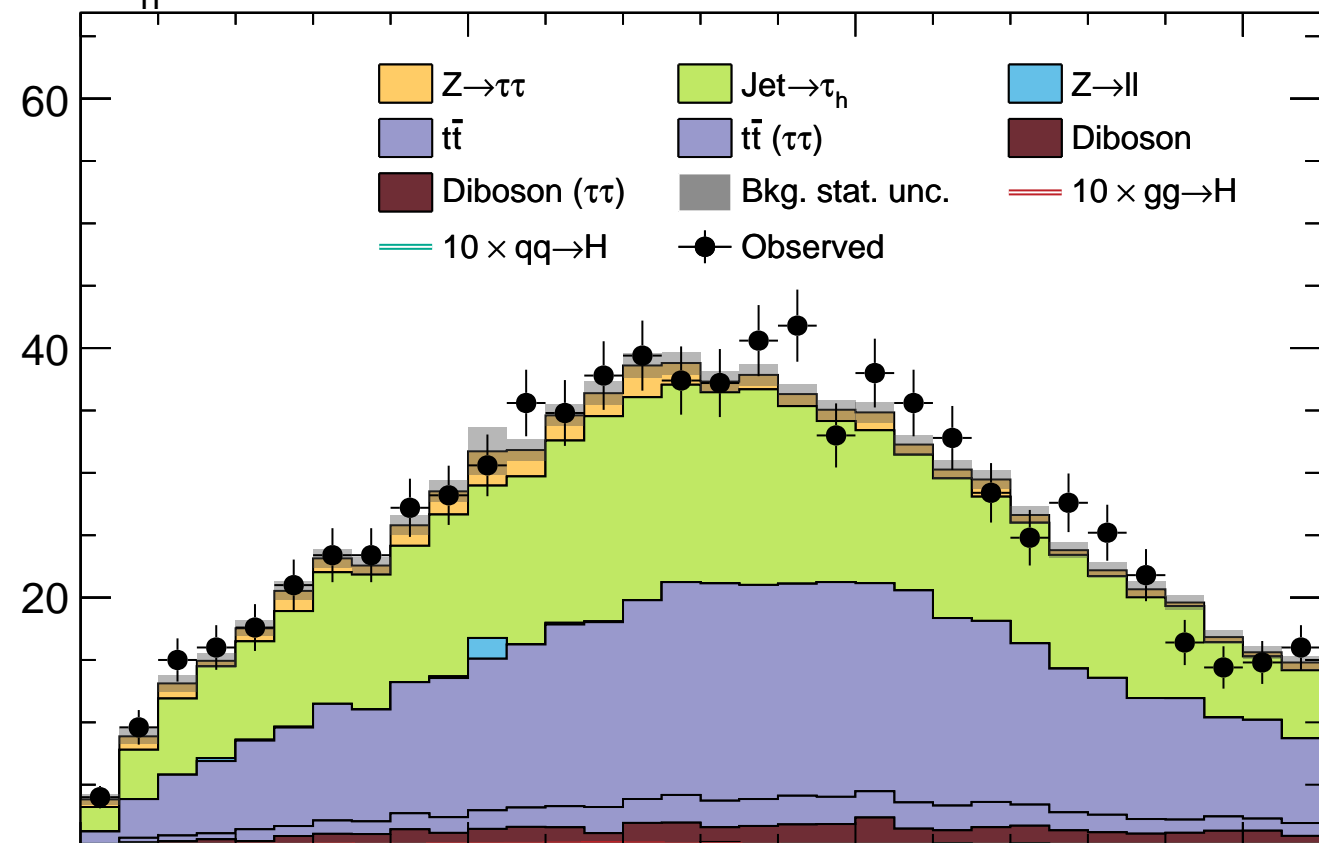 60
Z→ττ Jet→τh Z→ll
tt̄ tt̄ (ττ) Diboson
Diboson (ττ) Bkg. stat. unc. 10 × gg→H
10 × qq→H Observed
40
20